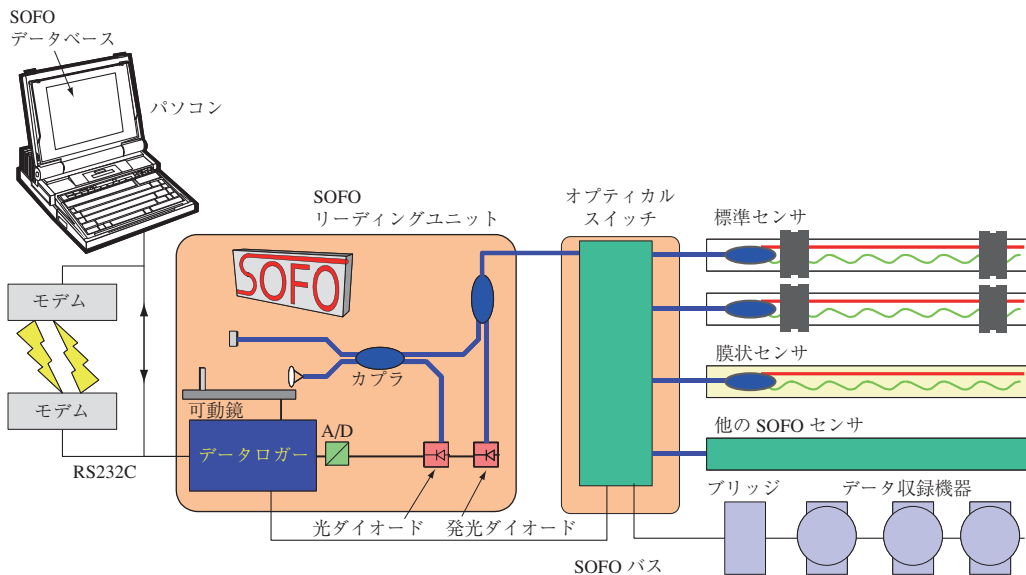 SOFO
データベース
パソコン
SOFO
リーディングユニット
オプティカル
スイッチ
標準センサ
SOFO
モデム
カプラ
膜状センサ
モデム
可動鏡
A/D
データロガー
他の SOFO センサ
RS232C
ブリッジ
データ収録機器
光ダイオード
発光ダイオード
SOFO バス